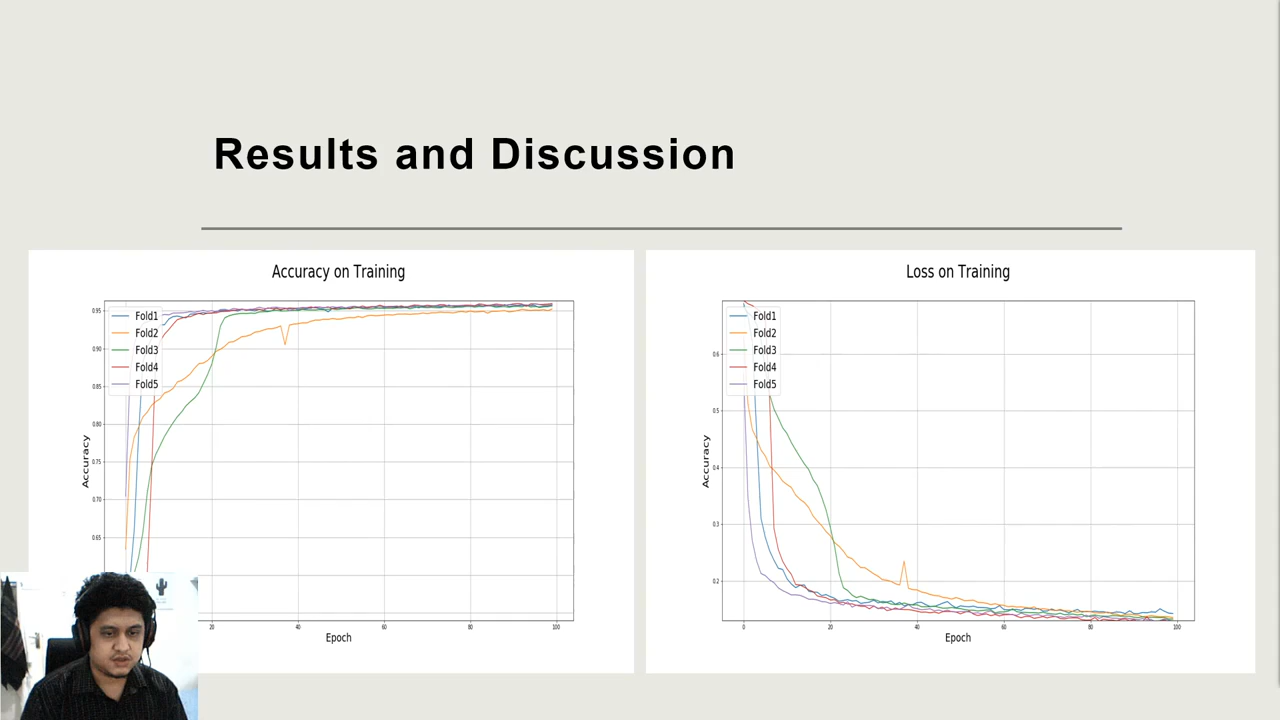 Results and Discussion
Accuracy on Training
Fold1
Fold2
Fold3
Fold4
Fold5
0.95
0.90
0.85
0.80
0.75
0.70
0.65
Accuracy
20
40
60
80
100
Epoch
Loss on Training
Fold1
Fold2
Fold3
Fold4
Fold5
0.6
0.5
0.4
0.3
0.2
Accuracy
0
20
40
60
80
100
Epoch